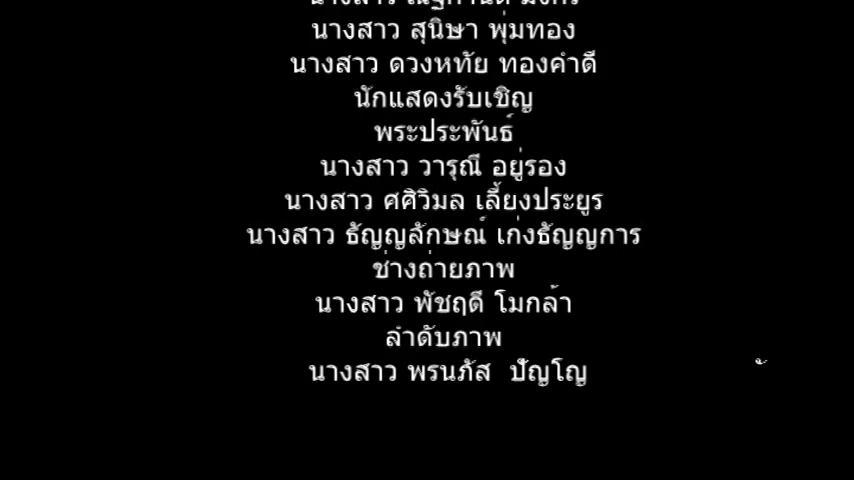 นางสาว
นางสาว สุนิษา พุ่มทอง
นางสาว ดวงหทัย ทองคำดี
นักแสดงรับเชิญ
พระประพันธ์
นางสาว วารุณี อยู่รอง
นางสาว ศศิวิมล เลี้ยงประยูร
นางสาว ธัญญลักษณ์ เก่งธัญญการ
ช่างถ่ายภาพ
นางสาว พัชฤดี โมกล้า
ลำดับภาพ
นางสาว พรนภัส ปัญโญ